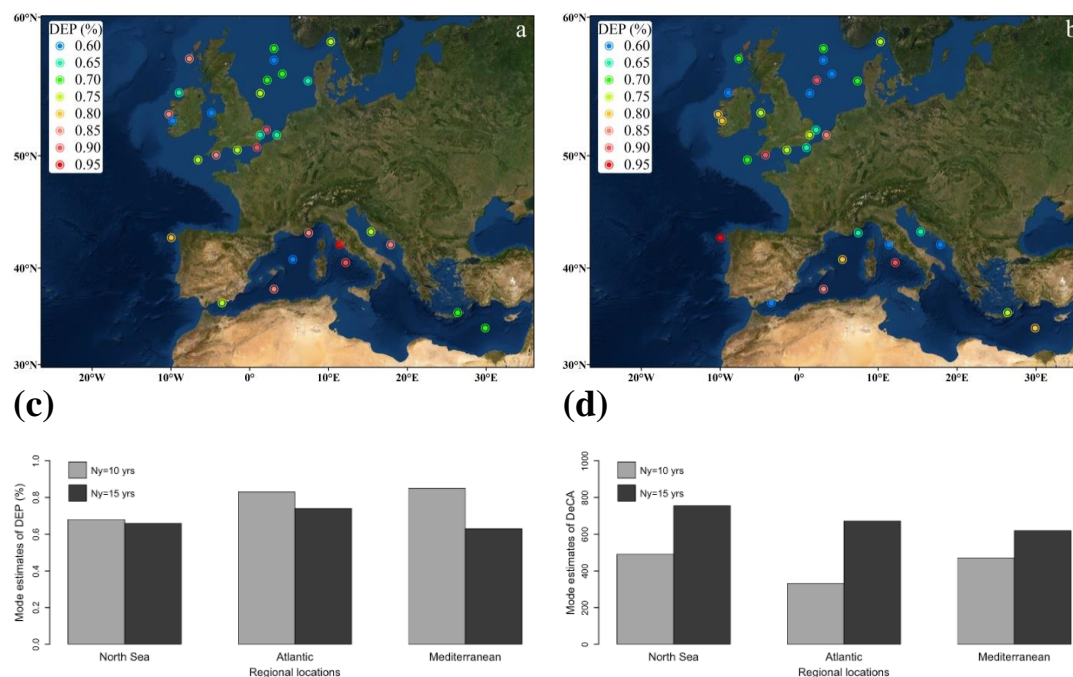 60°N
50°N
40°N
30°N
DEP (%)
0.60
0.65
0.70
0.75
0.80
0.85
0.90
0.95
a
20°W
10°W
0°
10°E
20°E
30°E
60°N
50°N
40°N
30°N
DEP (%)
0.60
0.65
0.70
0.75
0.80
0.85
0.90
0.95
b
20°W
10°W
0°
10°E
20°E
30°E
(c)
Mode estimates of DEP (%)
1.0
0.8
0.6
0.4
0.2
0.0
Ny=10 yrs
Ny=15 yrs
North Sea
Atlantic
Mediterranean
Regional locations
(d)
Mode estimates of DeCA
1000
800
600
400
200
0
Ny=10 yrs
Ny=15 yrs
North Sea
Atlantic
Mediterranean
Regional locations